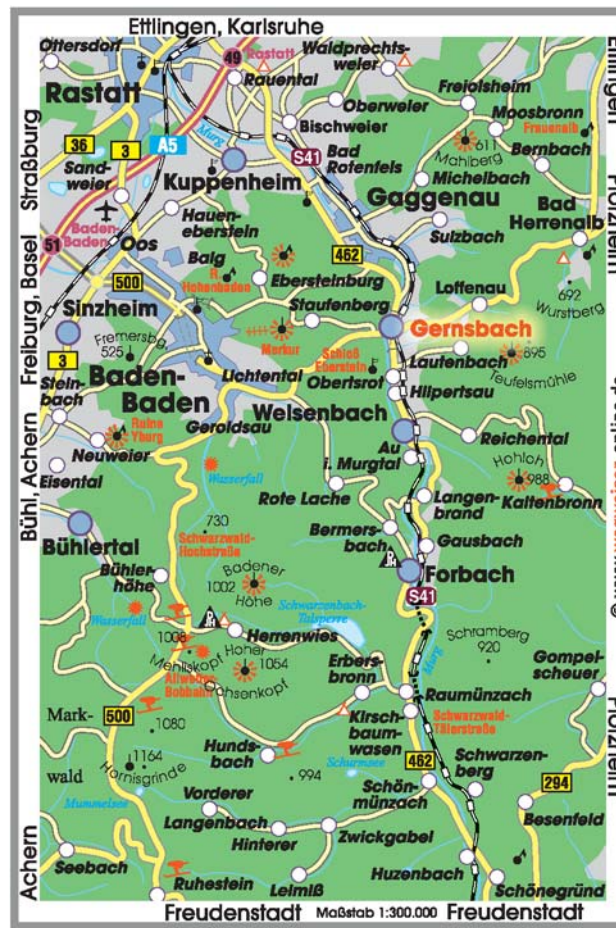 Ettlingen, Karlsruhe
Ottersdorf
49
Rastatt
Waldprechts-
weier
Rauental
Freiolsheim
Rastatt
Oberweier
Moosbronn
Bischweier
611
Frauenalb
36
3
A5
Murg
S41
Bad
Rotenfels
Mahlberg
Bernbach
Sand-
weier
Kuppenheim
Michelbach
Gaggenau
Bad
Herrenalb
Straßburg
Hauen-
eberstein
Baden-
Baden
51
Oos
Sulzbach
Balg
R.
Hohenbaden
462
500
Ebersteinburg
Loffenau
Staufenberg
692
Wurstberg
Sinzheim
Gernsbach
Freiburg, Basel
Fremersbg.
525
Merkur
Schloß
Eberstein
Lautenbach
895
Teufelsmühle
3
Baden-
Baden
Lichtental
Obertsrot
Hilpertsau
Stein-
bach
Weisenbach
Ruine
Yburg
Geroldsau
Reichental
Neuweier
Au
i. Murgtal
Hohloh
988
Eisental
Wasserfall
Rote Lache
Langen-
brand
Kaltenbronn
Bühl, Achern
730
Bermers-
bach
Gausbach
Bühlertal
Schwarzwald-
Hochstraße
Badener
Höhe
1002
Forbach
Bühler-
höhe
S41
Wasserfall
Schwarzenbach-
Talsperre
1008
Herrenwies
Schramberg
920
Mehliskopf
Hoher
Ochsenkopf
1054
Murg
Gompel-
scheuer
Allwetter-
Bobbahn
Erbers-
bronn
Raumünzach
Mark-
500
1080
Kirsch-
baum-
wasen
Schwarzwald-
Tälerstraße
Hunds-
bach
462
1164
Hornisgrinde
wald
994
Schurmsee
Schwarzen-
berg
294
Mummelsee
Vorderer
Schön-
münzach
Langenbach
Besenfeld
Hinterer
Zwickgabel
Achern
Seebach
Huzenbach
Ruhestein
Leimiß
Schönegründ
Freudenstadt
Maßstab 1:300.000
Freudenstadt